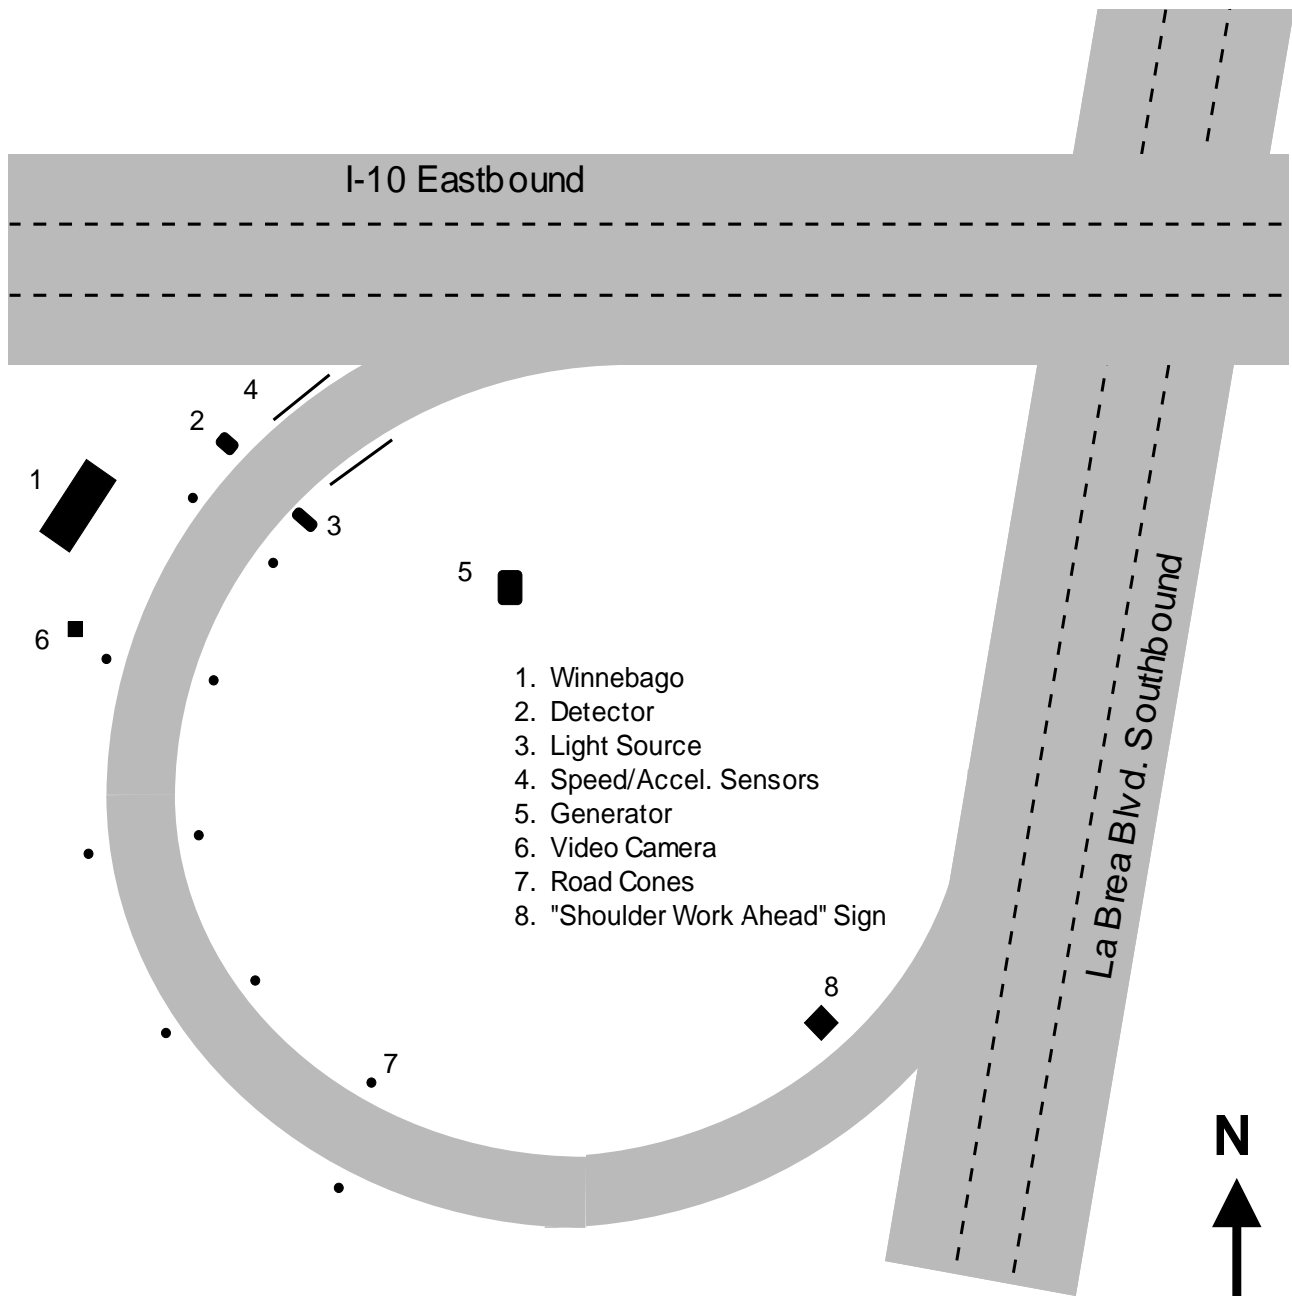 I-10 Eastbound
4
2
1
3
5
6
1. Winnebago
2. Detector
3. Light Source
4. Speed/Accel. Sensors
5. Generator
6. Video Camera
7. Road Cones
8. "Shoulder Work Ahead" Sign
La Brea Blvd. Southbound
8
7
N